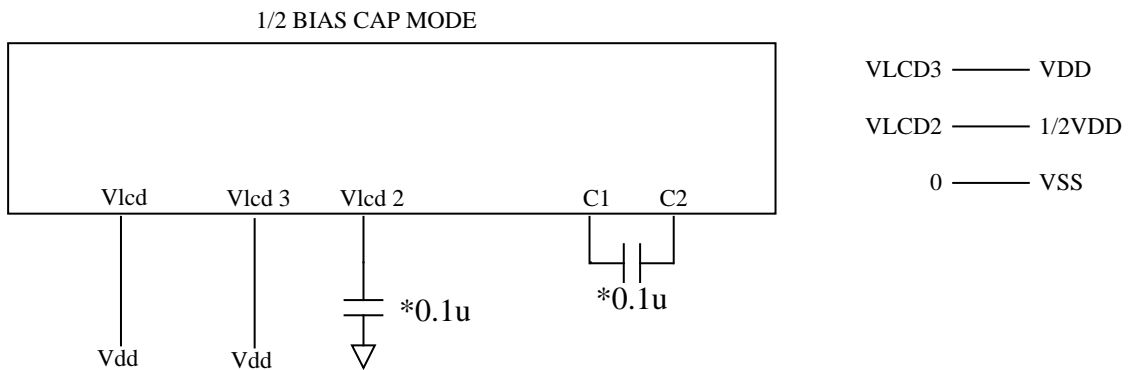 1/2 BIAS CAP MODE
VLCD3 VDD
VLCD2 1/2VDD
0 VSS
Vlcd Vlcd 3 Vlcd 2 C1 C2
*0.1u *0.1u
Vdd Vdd